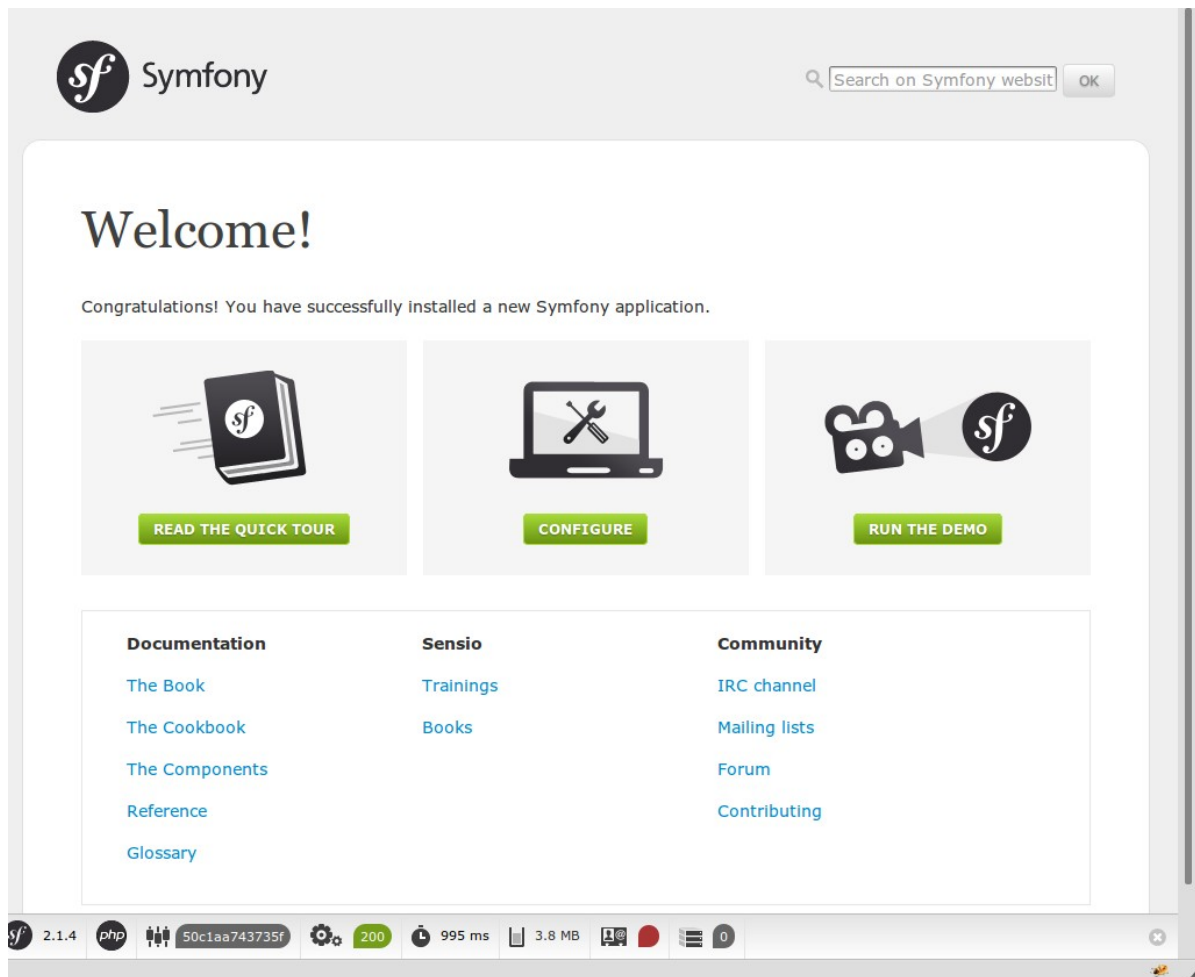 sf Symfony
Search on Symfony websit OK
Welcome!
Congratulations! You have successfully installed a new Symfony application.
sf
sf
READ THE QUICK TOUR
CONFIGURE
RUN THE DEMO
Documentation
The Book
The Cookbook
The Components
Reference
Glossary
Sensio
Trainings
Books
Community
IRC channel
Mailing lists
Forum
Contributing
sf 2.1.4 php 50c1aa743735f 200 995 ms 3.8 MB 0